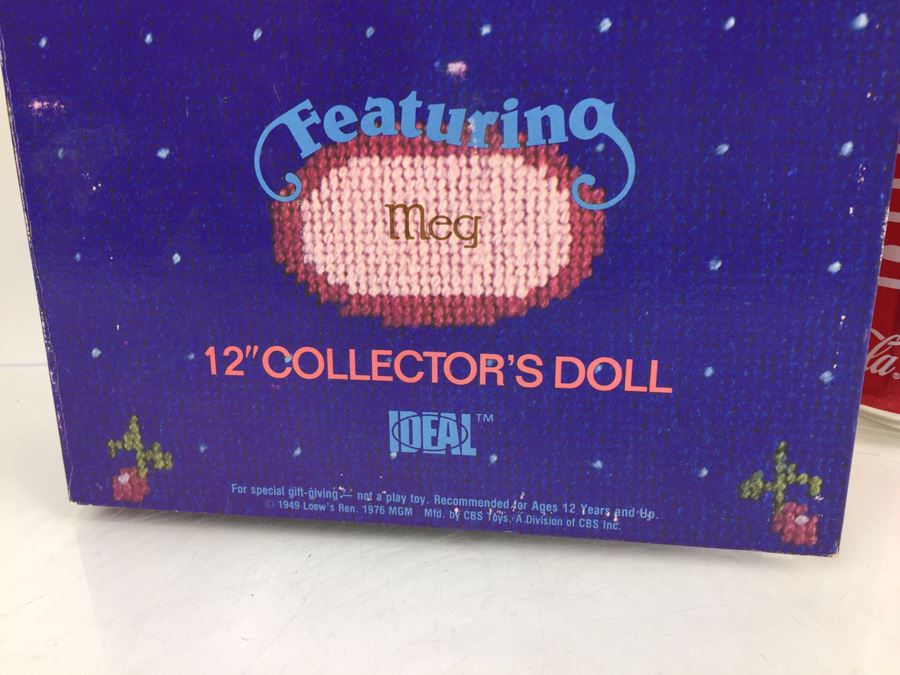 Featuring
Meg
12" COLLECTOR'S DOLL
IDEAL™
For special gift-giving — not a play toy. Recommended for Ages 12 Years and Up.
© 1949 Loew's Ren. 1976 MGM Mfd. by CBS Toys, A Division of CBS Inc.
la®